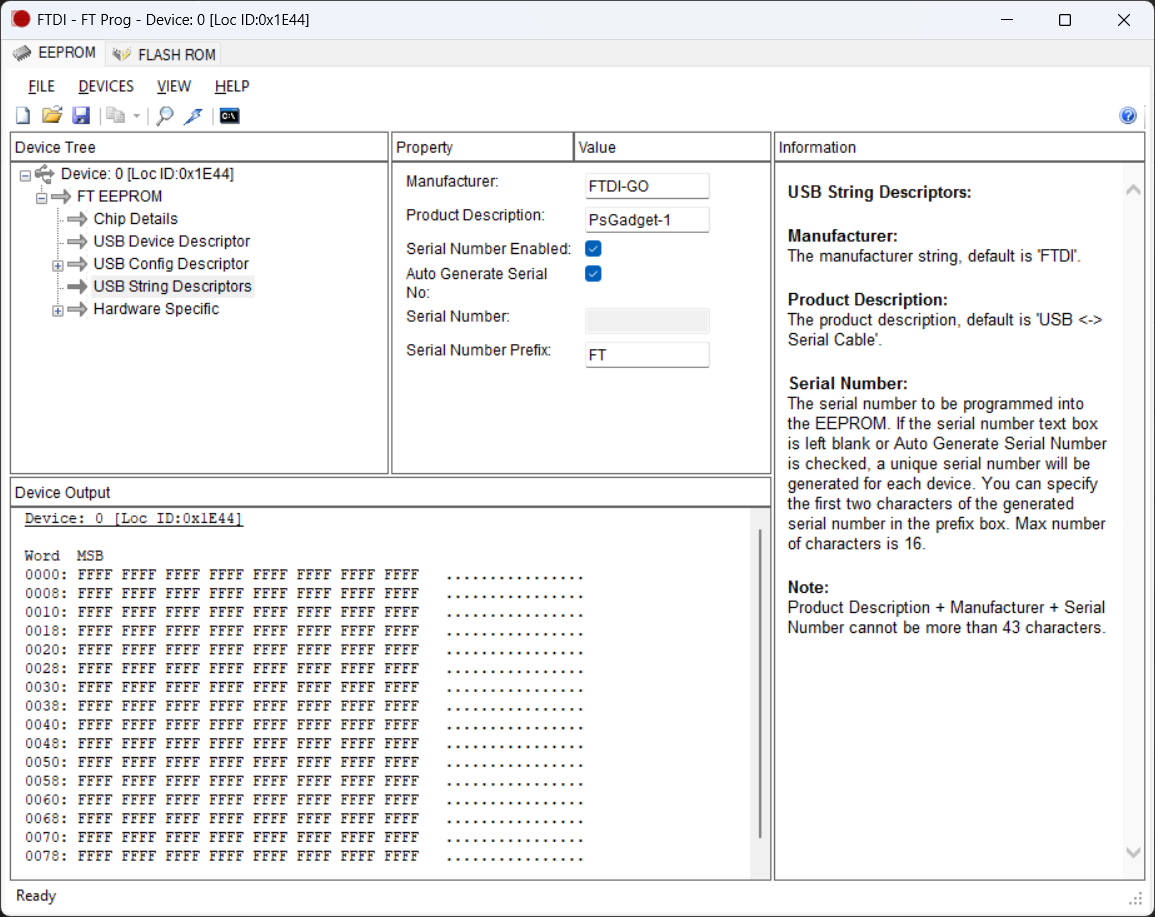 FTDI - FT Prog - Device: 0 [Loc ID:0x1E44]
EEPROM
FLASH ROM
FILE DEVICES VIEW HELP
C:\
?
Device Tree
Device: 0 [Loc ID:0x1E44]
FT EEPROM
Chip Details
USB Device Descriptor
USB Config Descriptor
USB String Descriptors
Hardware Specific
Property
Value
Manufacturer:
FTDI-GO
Product Description:
PsGadget-1
Serial Number Enabled:
Auto Generate Serial
No:
Serial Number:
Serial Number Prefix:
FT
Information
USB String Descriptors:
Manufacturer:
The manufacturer string, default is 'FTDI'.
Product Description:
The product description, default is 'USB <->
Serial Cable'.
Serial Number:
The serial number to be programmed into
the EEPROM. If the serial number text box
is left blank or Auto Generate Serial Number
is checked, a unique serial number will be
generated for each device. You can specify
the first two characters of the generated
serial number in the prefix box. Max number
of characters is 16.
Note:
Product Description + Manufacturer + Serial
Number cannot be more than 43 characters.
Device Output
Device: 0 [Loc ID:0x1E44]
Word MSB
0000: FFFF FFFF FFFF FFFF FFFF FFFF FFFF FFFF ................
0008: FFFF FFFF FFFF FFFF FFFF FFFF FFFF FFFF ................
0010: FFFF FFFF FFFF FFFF FFFF FFFF FFFF FFFF ................
0018: FFFF FFFF FFFF FFFF FFFF FFFF FFFF FFFF ................
0020: FFFF FFFF FFFF FFFF FFFF FFFF FFFF FFFF ................
0028: FFFF FFFF FFFF FFFF FFFF FFFF FFFF FFFF ................
0030: FFFF FFFF FFFF FFFF FFFF FFFF FFFF FFFF ................
0038: FFFF FFFF FFFF FFFF FFFF FFFF FFFF FFFF ................
0040: FFFF FFFF FFFF FFFF FFFF FFFF FFFF FFFF ................
0048: FFFF FFFF FFFF FFFF FFFF FFFF FFFF FFFF ................
0050: FFFF FFFF FFFF FFFF FFFF FFFF FFFF FFFF ................
0058: FFFF FFFF FFFF FFFF FFFF FFFF FFFF FFFF ................
0060: FFFF FFFF FFFF FFFF FFFF FFFF FFFF FFFF ................
0068: FFFF FFFF FFFF FFFF FFFF FFFF FFFF FFFF ................
0070: FFFF FFFF FFFF FFFF FFFF FFFF FFFF FFFF ................
0078: FFFF FFFF FFFF FFFF FFFF FFFF FFFF FFFF ................
Ready